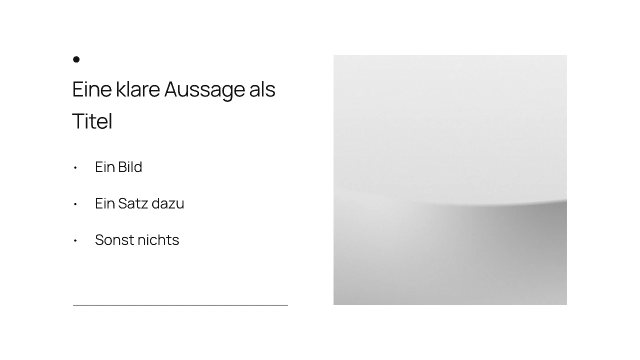 Eine klare Aussage als
Titel
· Ein Bild
· Ein Satz dazu
· Sonst nichts